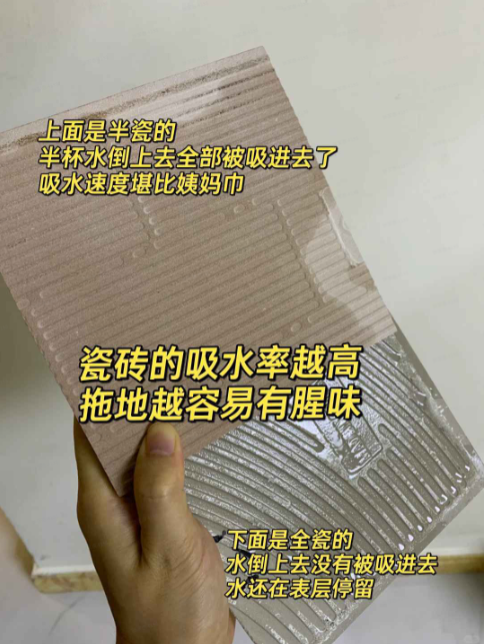 上面是半瓷的
半杯水倒上去全部被吸进去了
吸水速度堪比姨妈巾
瓷砖的吸水率越高
拖地越容易有腥味
下面是全瓷的
水倒上去没有被吸进去
水还在表层停留